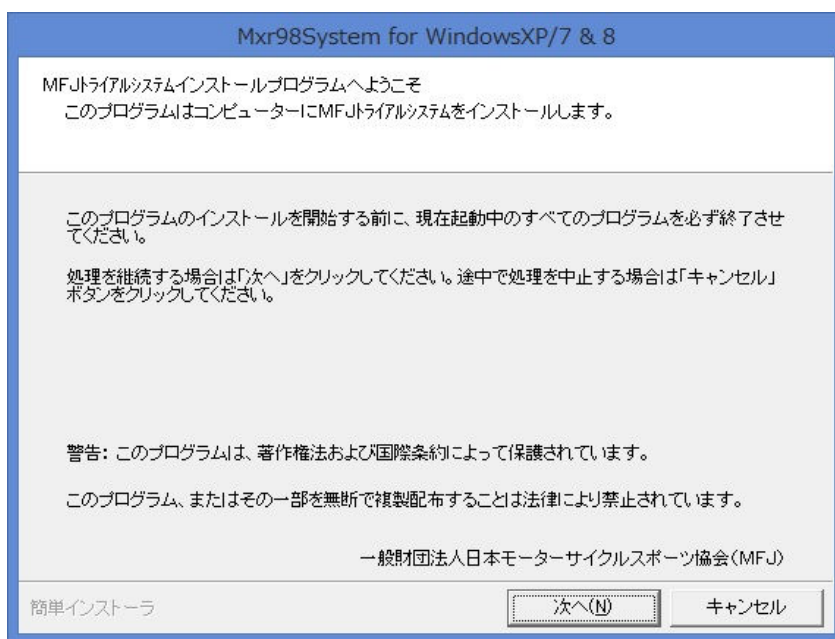 Mxr98System for WindowsXP/7 & 8
MFJﾄﾗｲｱﾙｼｽﾃﾑインストールプログラムへようこそ
このプログラムはコンピューターにMFJﾄﾗｲｱﾙｼｽﾃﾑをインストールします。
このプログラムのインストールを開始する前に、現在起動中のすべてのプログラムを必ず終了させ
てください。
処理を継続する場合は「次へ」をクリックしてください。途中で処理を中止する場合は「キャンセル」
ボタンをクリックしてください。
警告: このプログラムは、著作権法および国際条約によって保護されています。
このプログラム、またはその一部を無断で複製配布することは法律により禁止されています。
一般財団法人日本モーターサイクルスポーツ協会(MFJ)
簡単インストーラ
次へ(N)
キャンセル